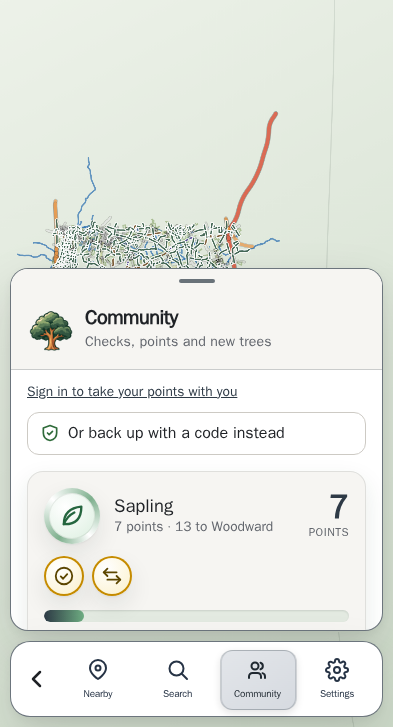 Community
Checks, points and new trees
Sign in to take your points with you
Or back up with a code instead
Sapling
7 points · 13 to Woodward
7
POINTS
Nearby
Search
Community
Settings